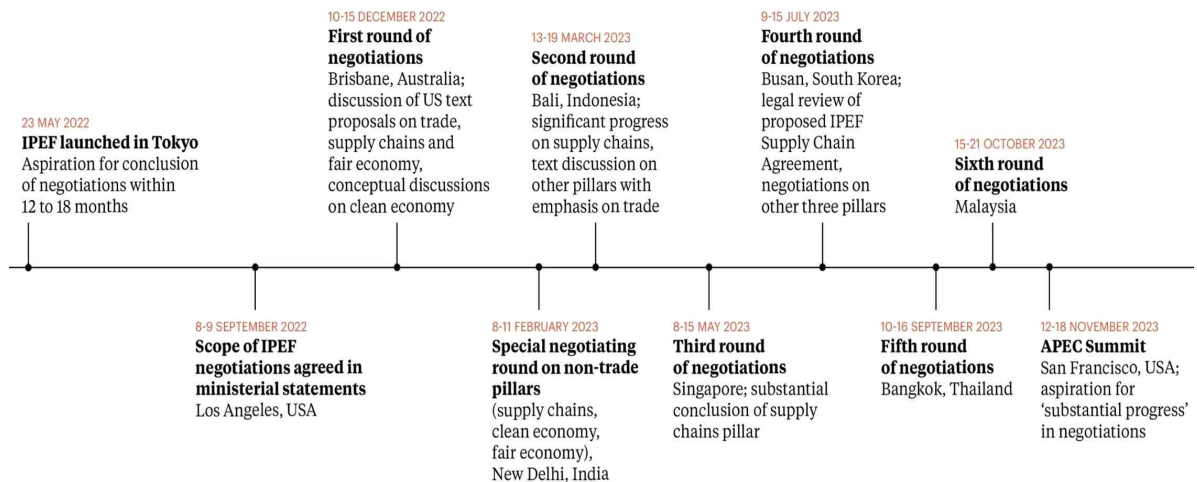 23 MAY 2022
IPEF launched in Tokyo
Aspiration for conclusion
of negotiations within
12 to 18 months
8-9 SEPTEMBER 2022
Scope of IPEF
negotiations agreed in
ministerial statements
Los Angeles, USA
10-15 DECEMBER 2022
First round of
negotiations
Brisbane, Australia;
discussion of US text
proposals on trade,
supply chains and
fair economy,
conceptual discussions
on clean economy
8-11 FEBRUARY 2023
Special negotiating
round on non-trade
pillars
(supply chains,
clean economy,
fair economy),
New Delhi, India
13-19 MARCH 2023
Second round
of negotiations
Bali, Indonesia;
significant progress
on supply chains,
text discussion on
other pillars with
emphasis on trade
8-15 MAY 2023
Third round
of negotiations
Singapore; substantial
conclusion of supply
chains pillar
9-15 JULY 2023
Fourth round
of negotiations
Busan, South Korea;
legal review of
proposed IPEF
Supply Chain
Agreement,
negotiations on
other three pillars
10-16 SEPTEMBER 2023
Fifth round
of negotiations
Bangkok, Thailand
15-21 OCTOBER 2023
Sixth round
of negotiations
Malaysia
12-18 NOVEMBER 2023
APEC Summit
San Francisco, USA;
aspiration for
‘substantial progress’
in negotiations